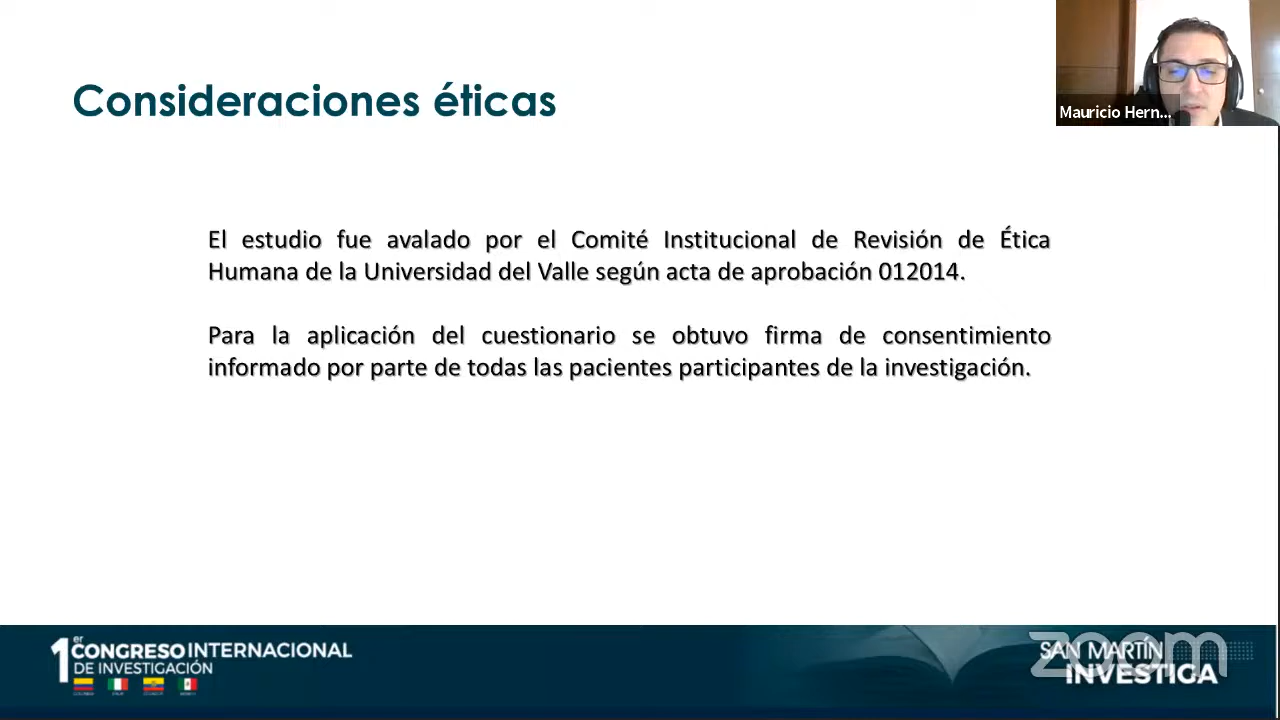 Consideraciones éticas
Mauricio Hern...
El estudio fue avalado por el Comité Institucional de Revisión de Ética
Humana de la Universidad del Valle según acta de aprobación 012014.
Para la aplicación del cuestionario se obtuvo firma de consentimiento
informado por parte de todas las pacientes participantes de la investigación.
1er CONGRESO INTERNACIONAL
DE INVESTIGACIÓN
SAN MARTÍN
INVESTIGA
zoom